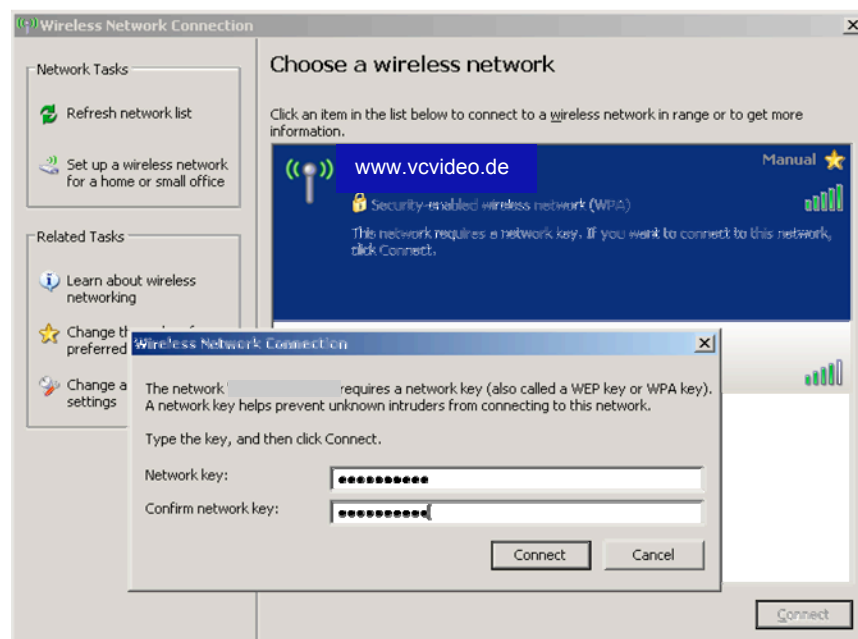 Wireless Network Connection
Network Tasks
Refresh network list
Set up a wireless network
for a home or small office
Related Tasks
Learn about wireless
networking
Change th
preferred
Change a
settings
Choose a wireless network
Click an item in the list below to connect to a wireless network in range or to get more
information.
www.vcvideo.de
Manual
Security-enabled wireless network (WPA)
This network requires a network key. If you want to connect to this network,
click Connect.
Wireless Network Connection
The network ' requires a network key (also called a WEP key or WPA key).
A network key helps prevent unknown intruders from connecting to this network.
Type the key, and then click Connect.
Network key:
Confirm network key:
Connect
Cancel
Connect